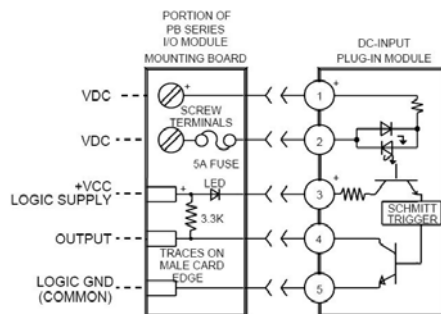 PORTION OF
PB SERIES
I/O MODULE
MOUNTING BOARD
DC-INPUT
PLUG-IN MODULE
VDC
+
1
+
SCREW
TERMINALS
VDC
2
5A FUSE
+VCC
LOGIC SUPPLY
+
LED
3
+
3.3K
SCHMITT
TRIGGER
OUTPUT
4
TRACES ON
MALE CARD
EDGE
LOGIC GND
(COMMON)
5